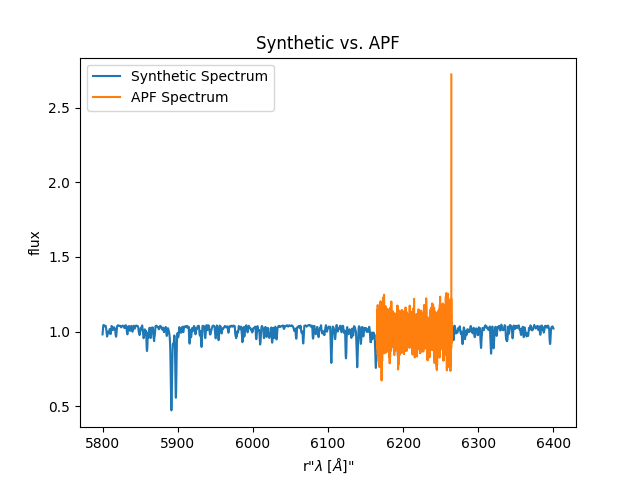 Synthetic vs. APF
Synthetic Spectrum
APF Spectrum
flux
2.5
2.0
1.5
1.0
0.5
5800 5900 6000 6100 6200 6300 6400
r"λ [Å]"